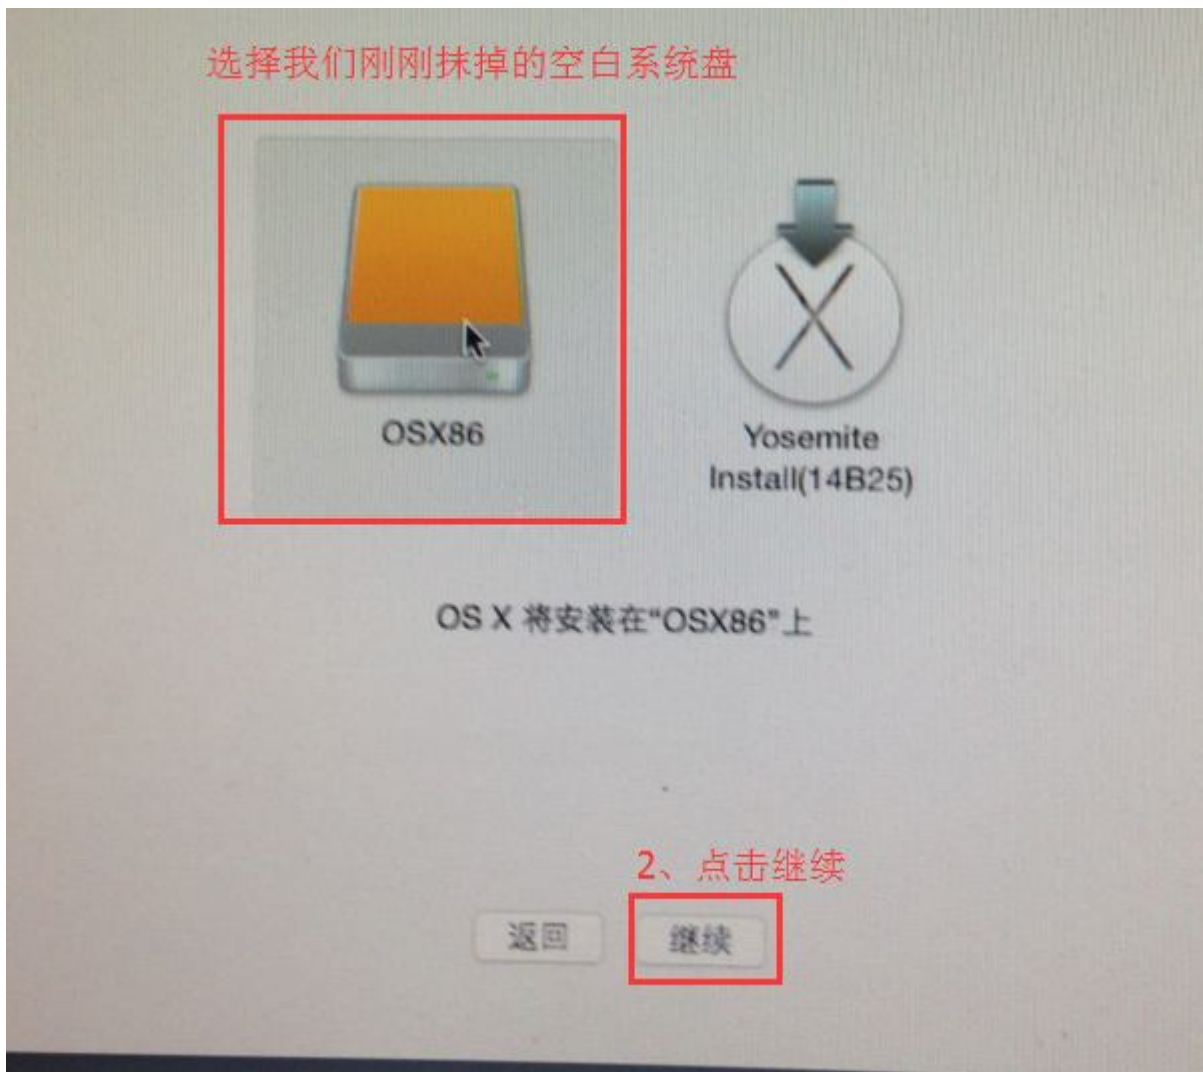 选择我们刚刚抹掉的空白系统盘
OSX86
Yosemite
Install(14B25)
OS X 将安装在“OSX86”上
2、点击继续
返回
继续